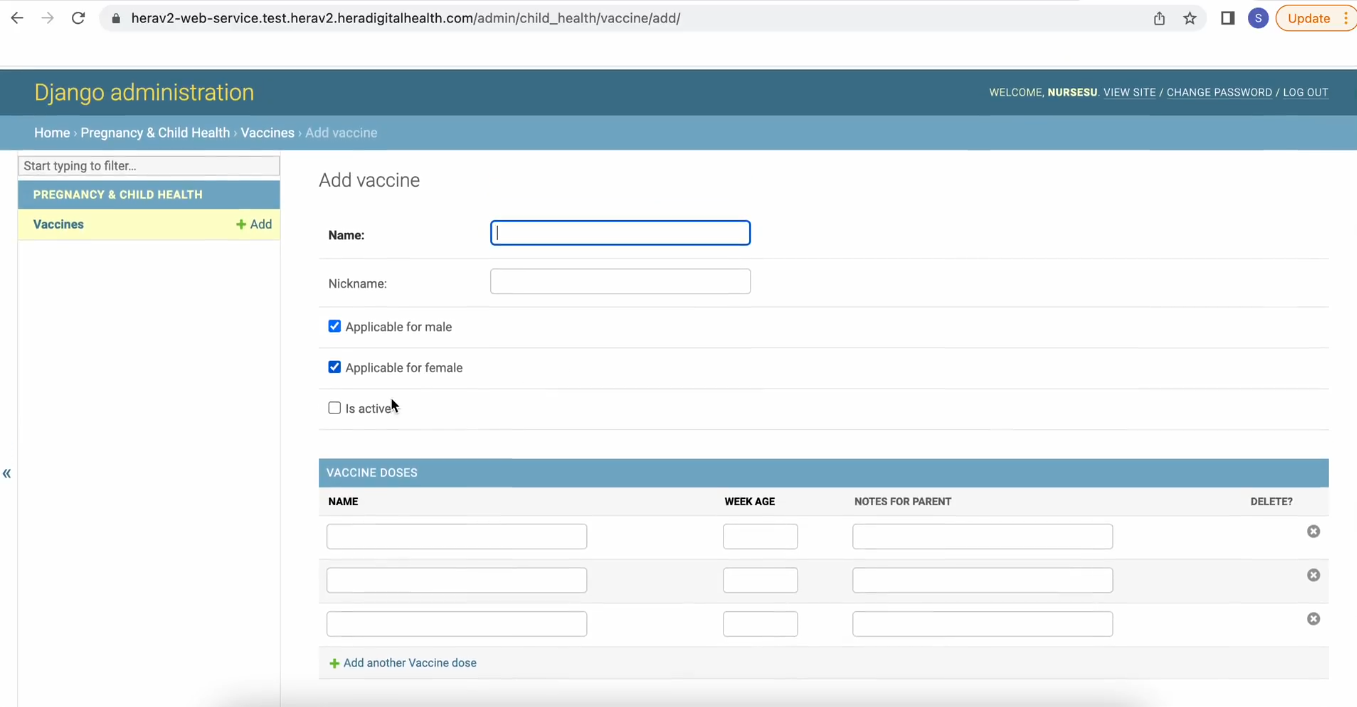 herav2-web-service.test.herav2.heradigitalhealth.com/admin/child_health/vaccine/add/
S
Update
Django administration
WELCOME, NURSESU. VIEW SITE / CHANGE PASSWORD / LOG OUT
Home › Pregnancy & Child Health › Vaccines › Add vaccine
Start typing to filter...
PREGNANCY & CHILD HEALTH
Vaccines
+ Add
«
Add vaccine
Name:
Nickname:
Applicable for male
Applicable for female
Is active
VACCINE DOSES
NAME WEEK AGE NOTES FOR PARENT DELETE?
+ Add another Vaccine dose